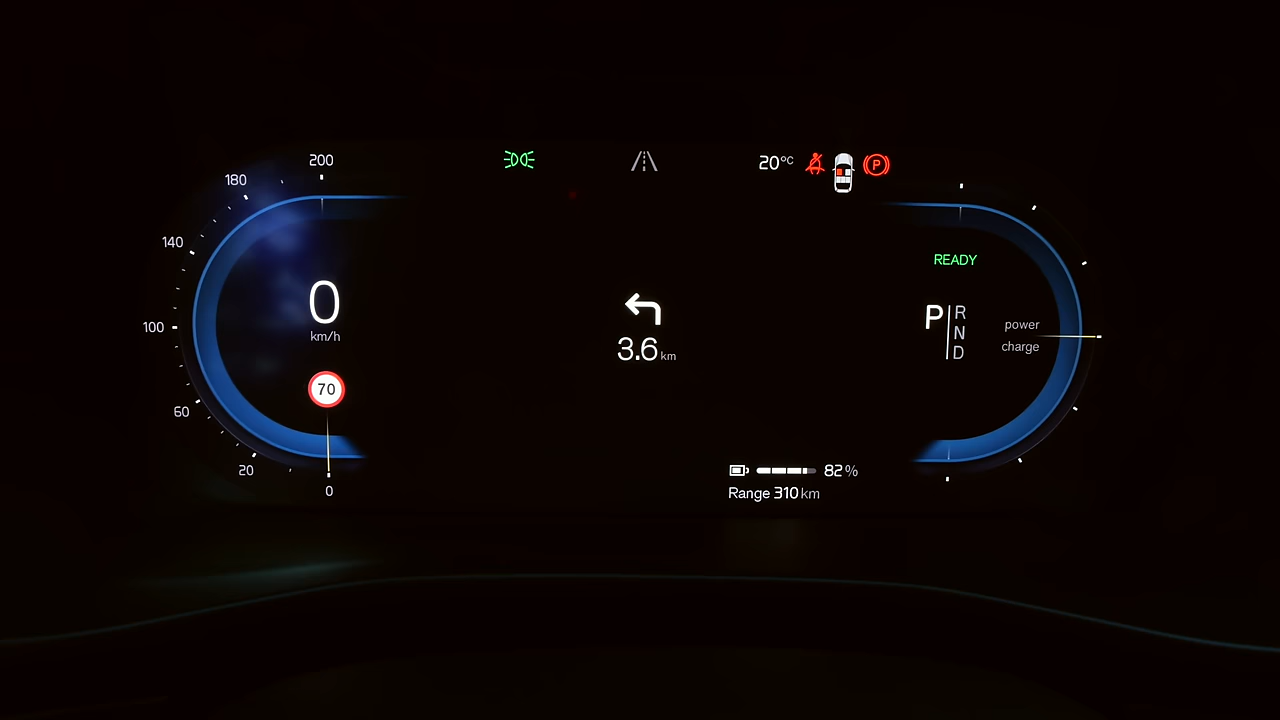 200
180
140
100
60
20
0
0
km/h
70
3.6 km
20°C
P
READY
P R
N
D
power
charge
82 %
Range 310 km